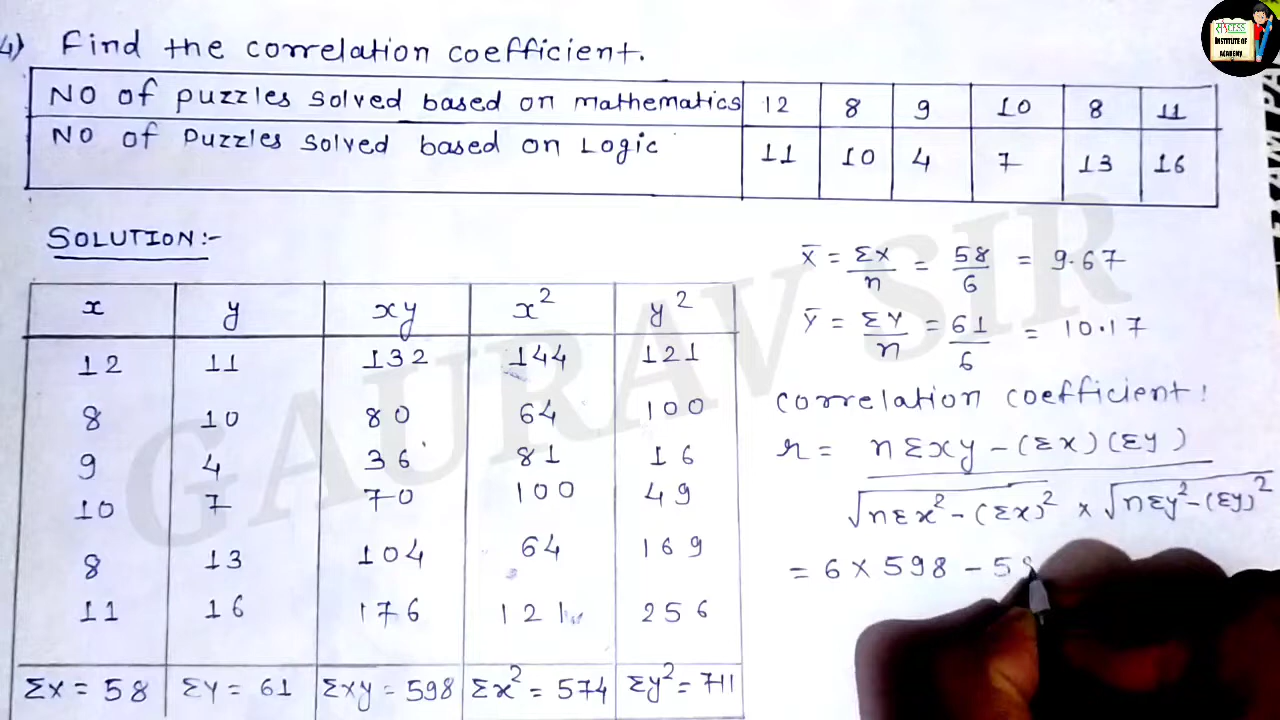 4) Find the correlation coefficient.
NO of puzzles solved based on mathematics 12 8 9 10 8 11
NO of Puzzles solved based on Logic 11 10 4 7 13 16
SOLUTION:-
x y xy x² y²
12 11 132 144 121
8 10 80 64 100
9 4 36 81 16
10 7 70 100 49
8 13 104 64 169
11 16 176 121 256
Σx = 58 ΣY = 61 Σxy = 598 Σx² = 574 Σy² = 711
X̄ = ΣX/n = 58/6 = 9.67
Ȳ = ΣY/n = 61/6 = 10.17
correlation coefficient:
r = nΣxy - (Σx)(Σy) / √nΣx² - (Σx)² × √nΣy² - (Σy)²
= 6 × 598 - 58
GAURAV SIR
INSTITUTE OF
ACADEMY
EXAM